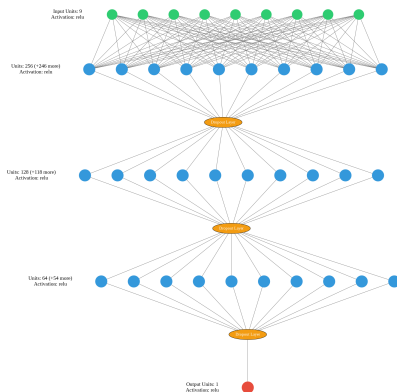 Input Units: 9
Activation: relu
Units: 256 (+246 more)
Activation: relu
Dropout Layer
Units: 128 (+118 more)
Activation: relu
Dropout Layer
Units: 64 (+54 more)
Activation: relu
Dropout Layer
Output Units: 1
Activation: relu